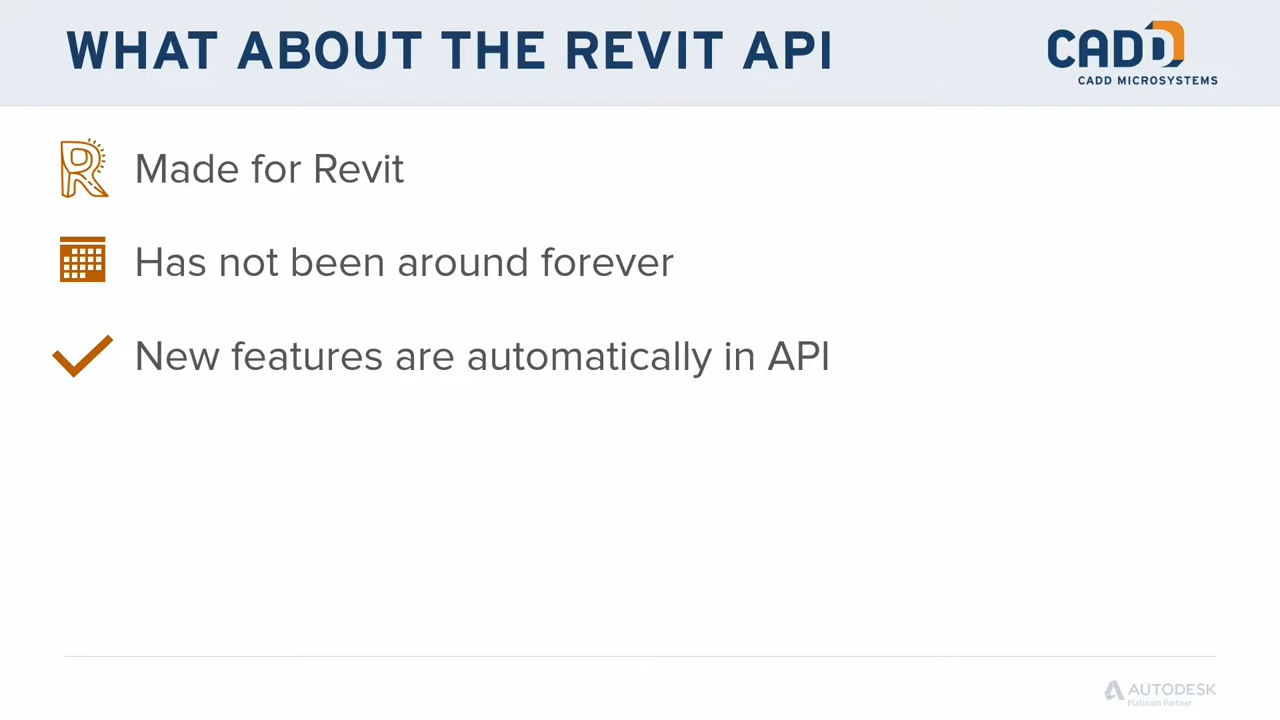 WHAT ABOUT THE REVIT API
CADD
CADD MICROSYSTEMS
Made for Revit
Has not been around forever
New features are automatically in API
AUTODESK
Platinum Partner